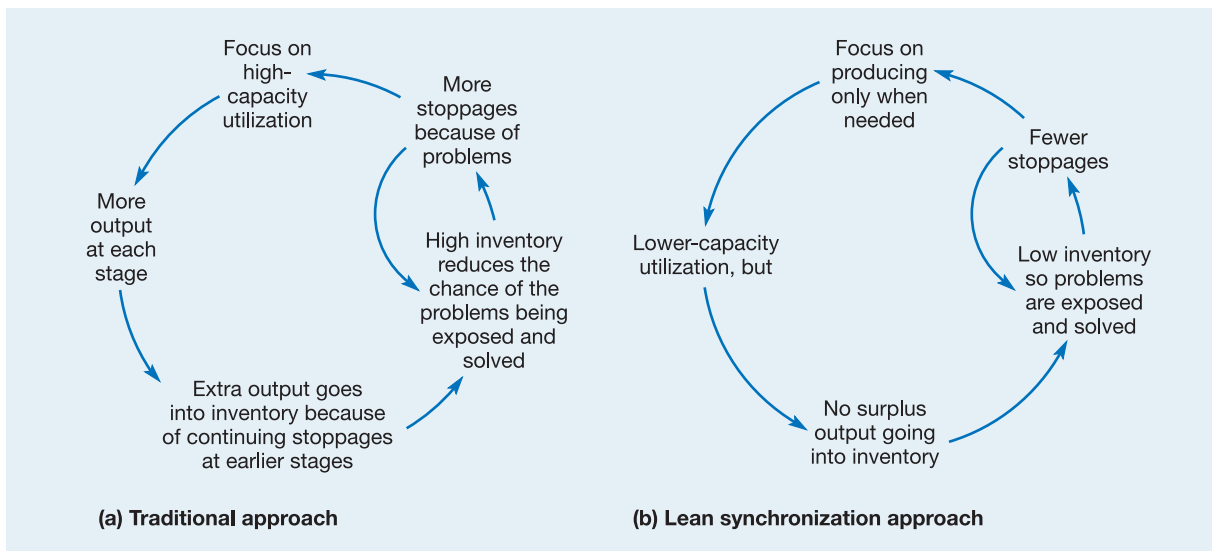 Focus on
high-
capacity
utilization
More
stoppages
because of
problems
More
output
at each
stage
High inventory
reduces the
chance of the
problems being
exposed and
solved
Extra output goes
into inventory because
of continuing stoppages
at earlier stages
(a) Traditional approach
Focus on
producing
only when
needed
Fewer
stoppages
Lower-capacity
utilization, but
Low inventory
so problems
are exposed
and solved
No surplus
output going
into inventory
(b) Lean synchronization approach